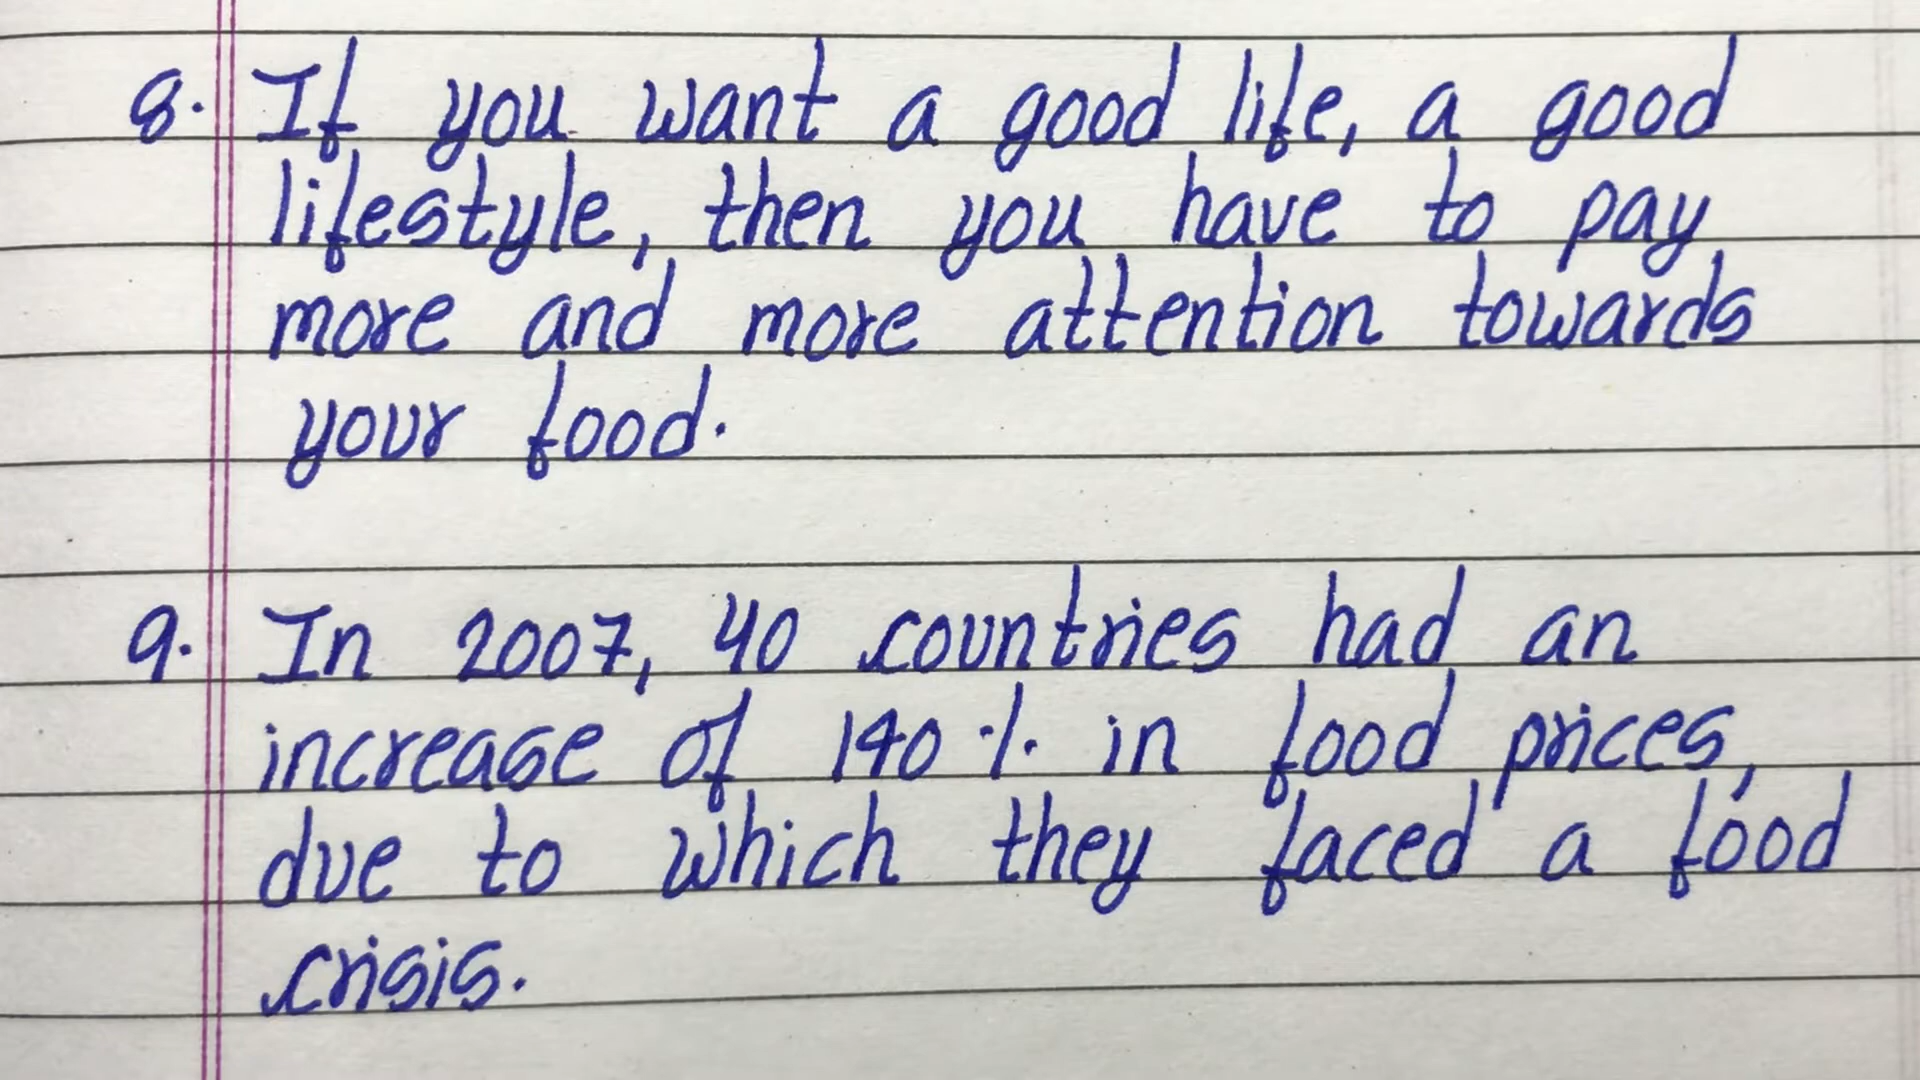 8. If you want a good life, a good
lifestyle, then you have to pay
more and more attention towards
your food.
9. In 2007, 40 countries had an
increase of 140% in food prices,
due to which they faced a food
crisis.